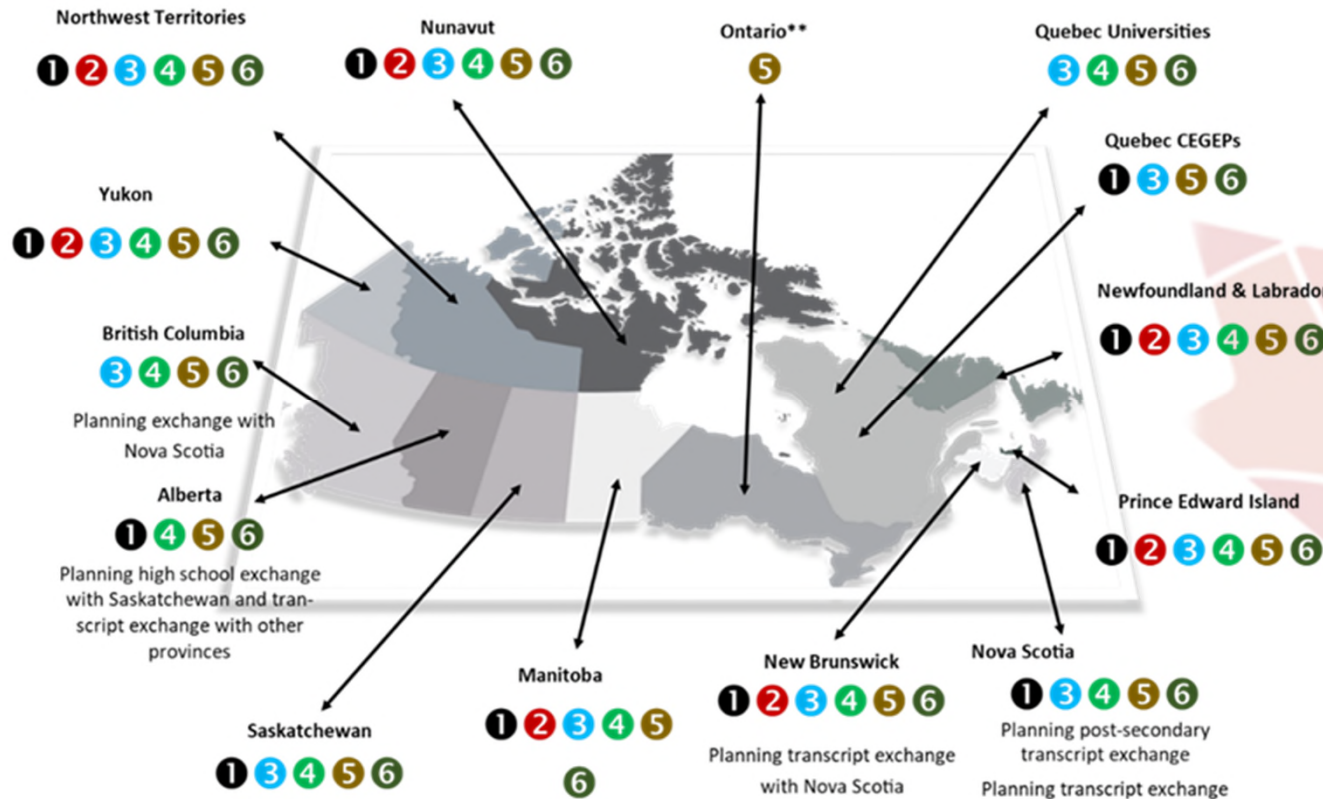 Northwest Territories
1 2 3 4 5 6
Nunavut
1 2 3 4 5 6
Ontario**
5
Quebec Universities
3 4 5 6
Quebec CEGEPs
1 3 5 6
Yukon
1 2 3 4 5 6
Newfoundland & Labrador
1 2 3 4 5 6
British Columbia
3 4 5 6
Planning exchange with
Nova Scotia
Alberta
1 4 5 6
Planning high school exchange
with Saskatchewan and tran-
script exchange with other
provinces
Prince Edward Island
1 2 3 4 5 6
Saskatchewan
1 3 4 5 6
Manitoba
1 2 3 4 5
6
New Brunswick
1 2 3 4 5 6
Planning transcript exchange
with Nova Scotia
Nova Scotia
1 3 4 5 6
Planning post-secondary
transcript exchange
Planning transcript exchange